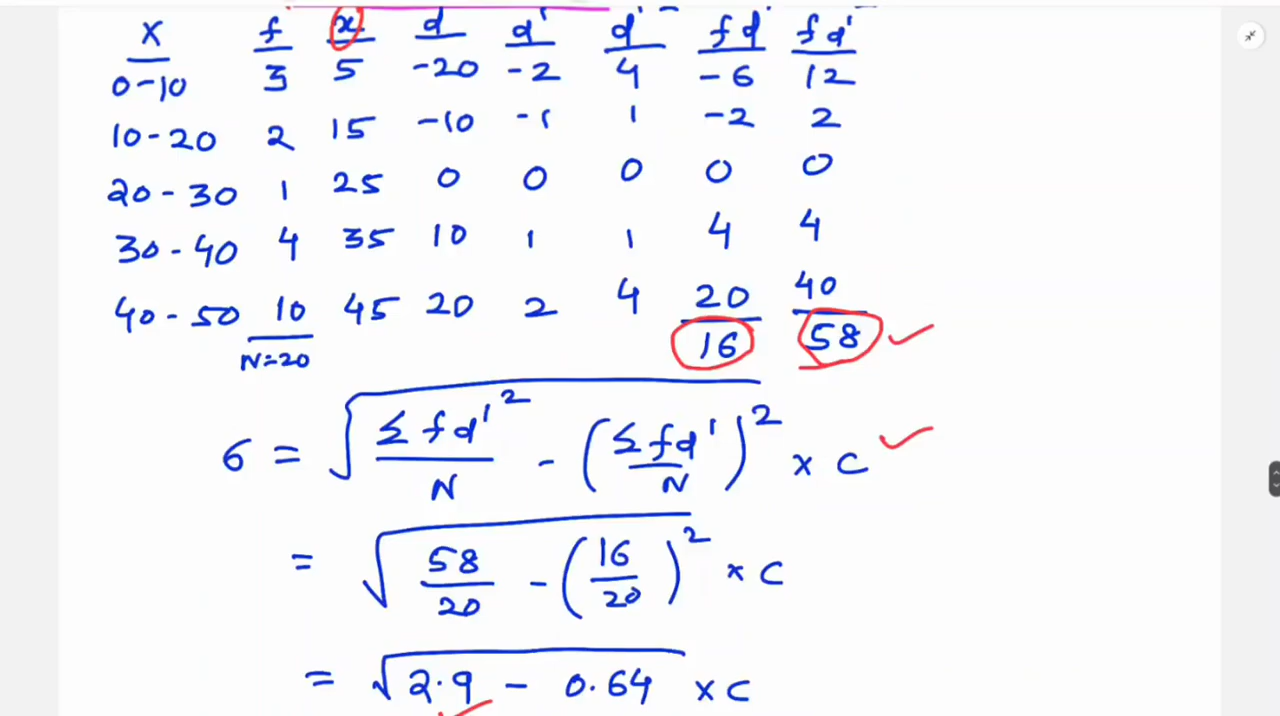 X f x d d' d'² fd' fd'²
0-10 3 5 -20 -2 4 -6 12
10-20 2 15 -10 -1 1 -2 2
20-30 1 25 0 0 0 0 0
30-40 4 35 10 1 1 4 4
40-50 10 45 20 2 4 20 40
N=20 16 58
6 = √(Σfd'²/N - (Σfd'/N)²) × C
= √(58/20 - (16/20)²) × C
= √(2.9 - 0.64) × C